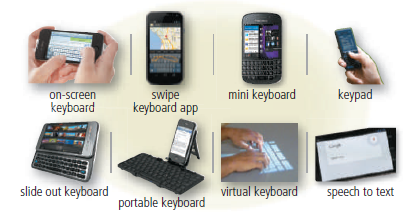 on-screen
keyboard
swipe
keyboard app
mini keyboard
keypad
slide out keyboard
portable keyboard
virtual keyboard
speech to text